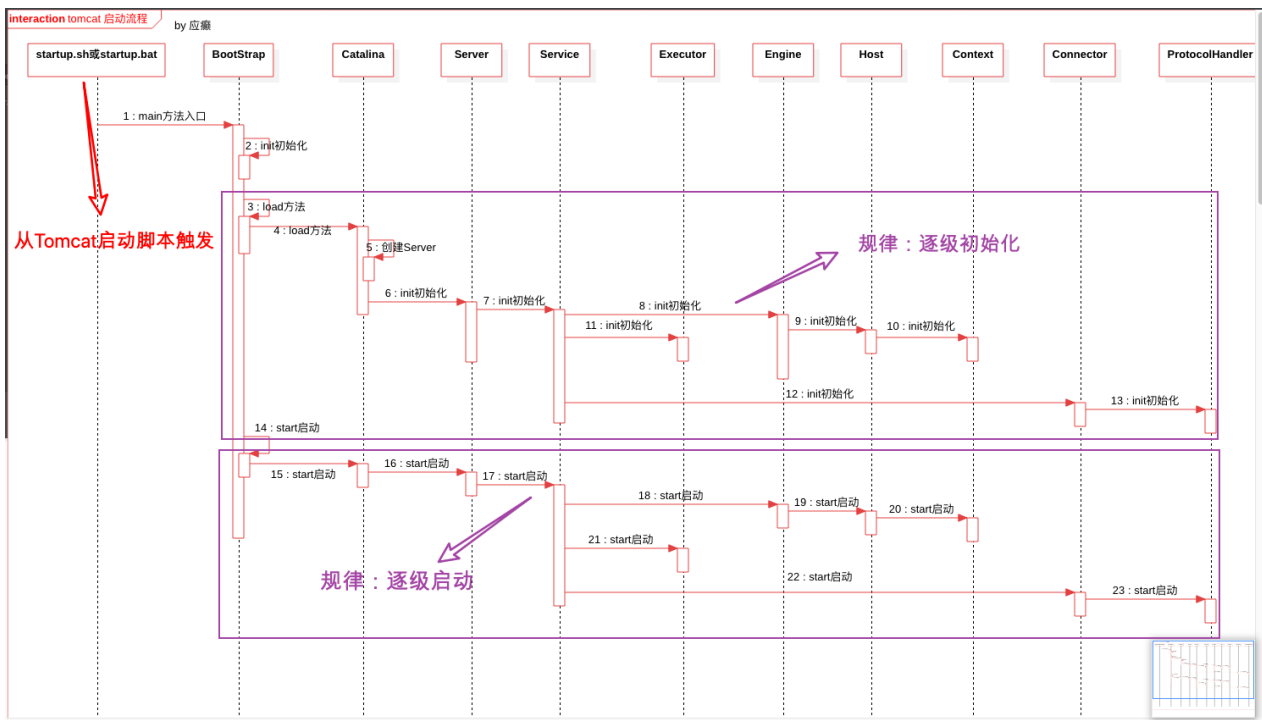 interaction tomcat 启动流程
by 应癫
startup.sh或startup.bat
BootStrap
Catalina
Server
Service
Executor
Engine
Host
Context
Connector
ProtocolHandler
1 : main方法入口
2 : init初始化
3 : load方法
4 : load方法
从Tomcat启动脚本触发
5 : 创建Server
规律：逐级初始化
6 : init初始化
7 : init初始化
8 : init初始化
9 : init初始化
10 : init初始化
11 : init初始化
12 : init初始化
13 : init初始化
14 : start启动
15 : start启动
16 : start启动
17 : start启动
18 : start启动
19 : start启动
20 : start启动
21 : start启动
规律：逐级启动
22 : start启动
23 : start启动